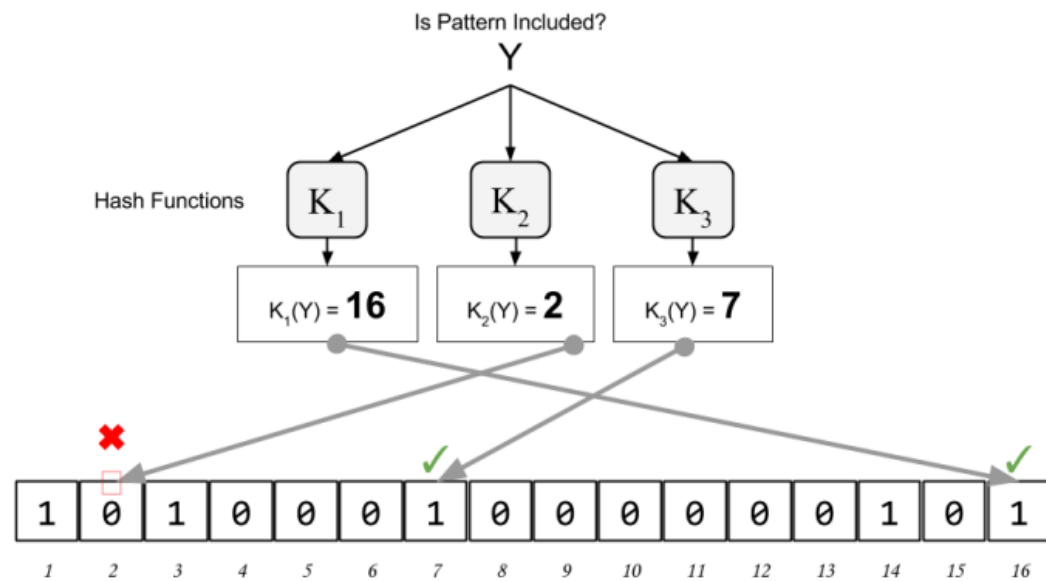 Is Pattern Included?
Y
Hash Functions
K₁ K₂ K₃
K₁(Y) = 16 K₂(Y) = 2 K₃(Y) = 7
✖ ✓ ✓
1 0 1 0 0 0 1 0 0 0 0 0 0 1 0 1
1 2 3 4 5 6 7 8 9 10 11 12 13 14 15 16